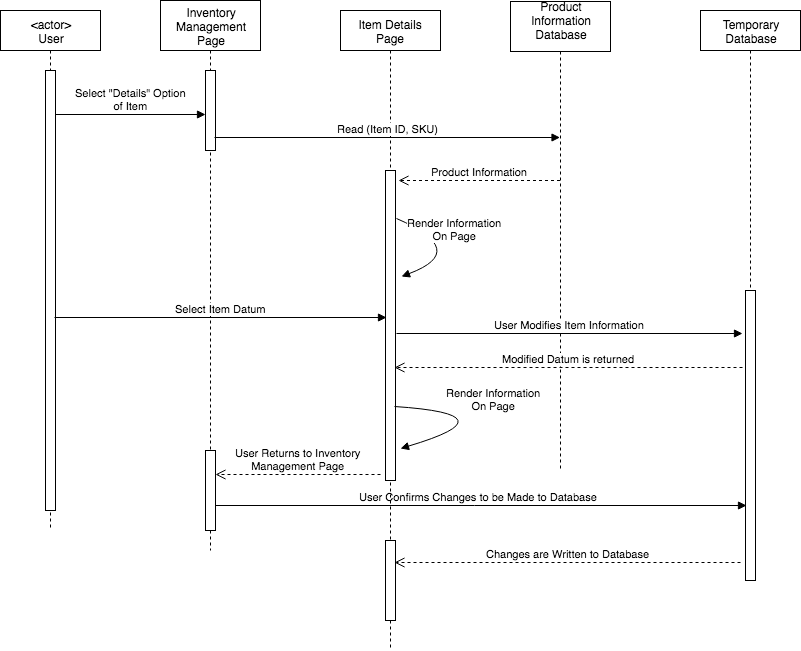 <actor>
User
Inventory
Management
Page
Item Details
Page
Product
Information
Database
Temporary
Database
Select "Details" Option
of Item
Read (Item ID, SKU)
Product Information
Render Information
On Page
Select Item Datum
User Modifies Item Information
Modified Datum is returned
Render Information
On Page
User Returns to Inventory
Management Page
User Confirms Changes to be Made to Database
Changes are Written to Database